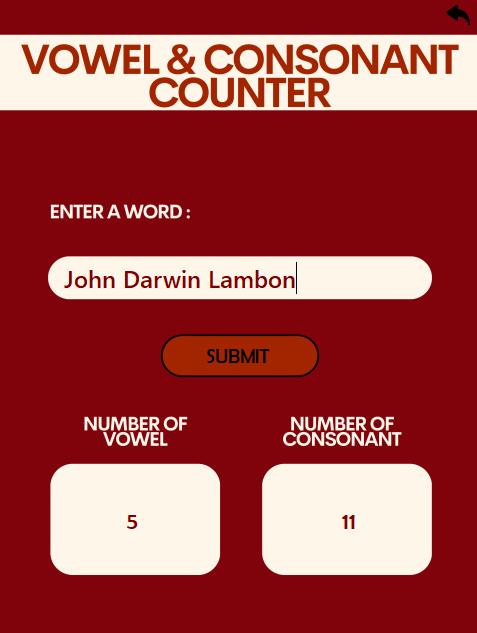 VOWEL & CONSONANT
COUNTER
ENTER A WORD :
John Darwin Lambon
SUBMIT
NUMBER OF
VOWEL
NUMBER OF
CONSONANT
5
11